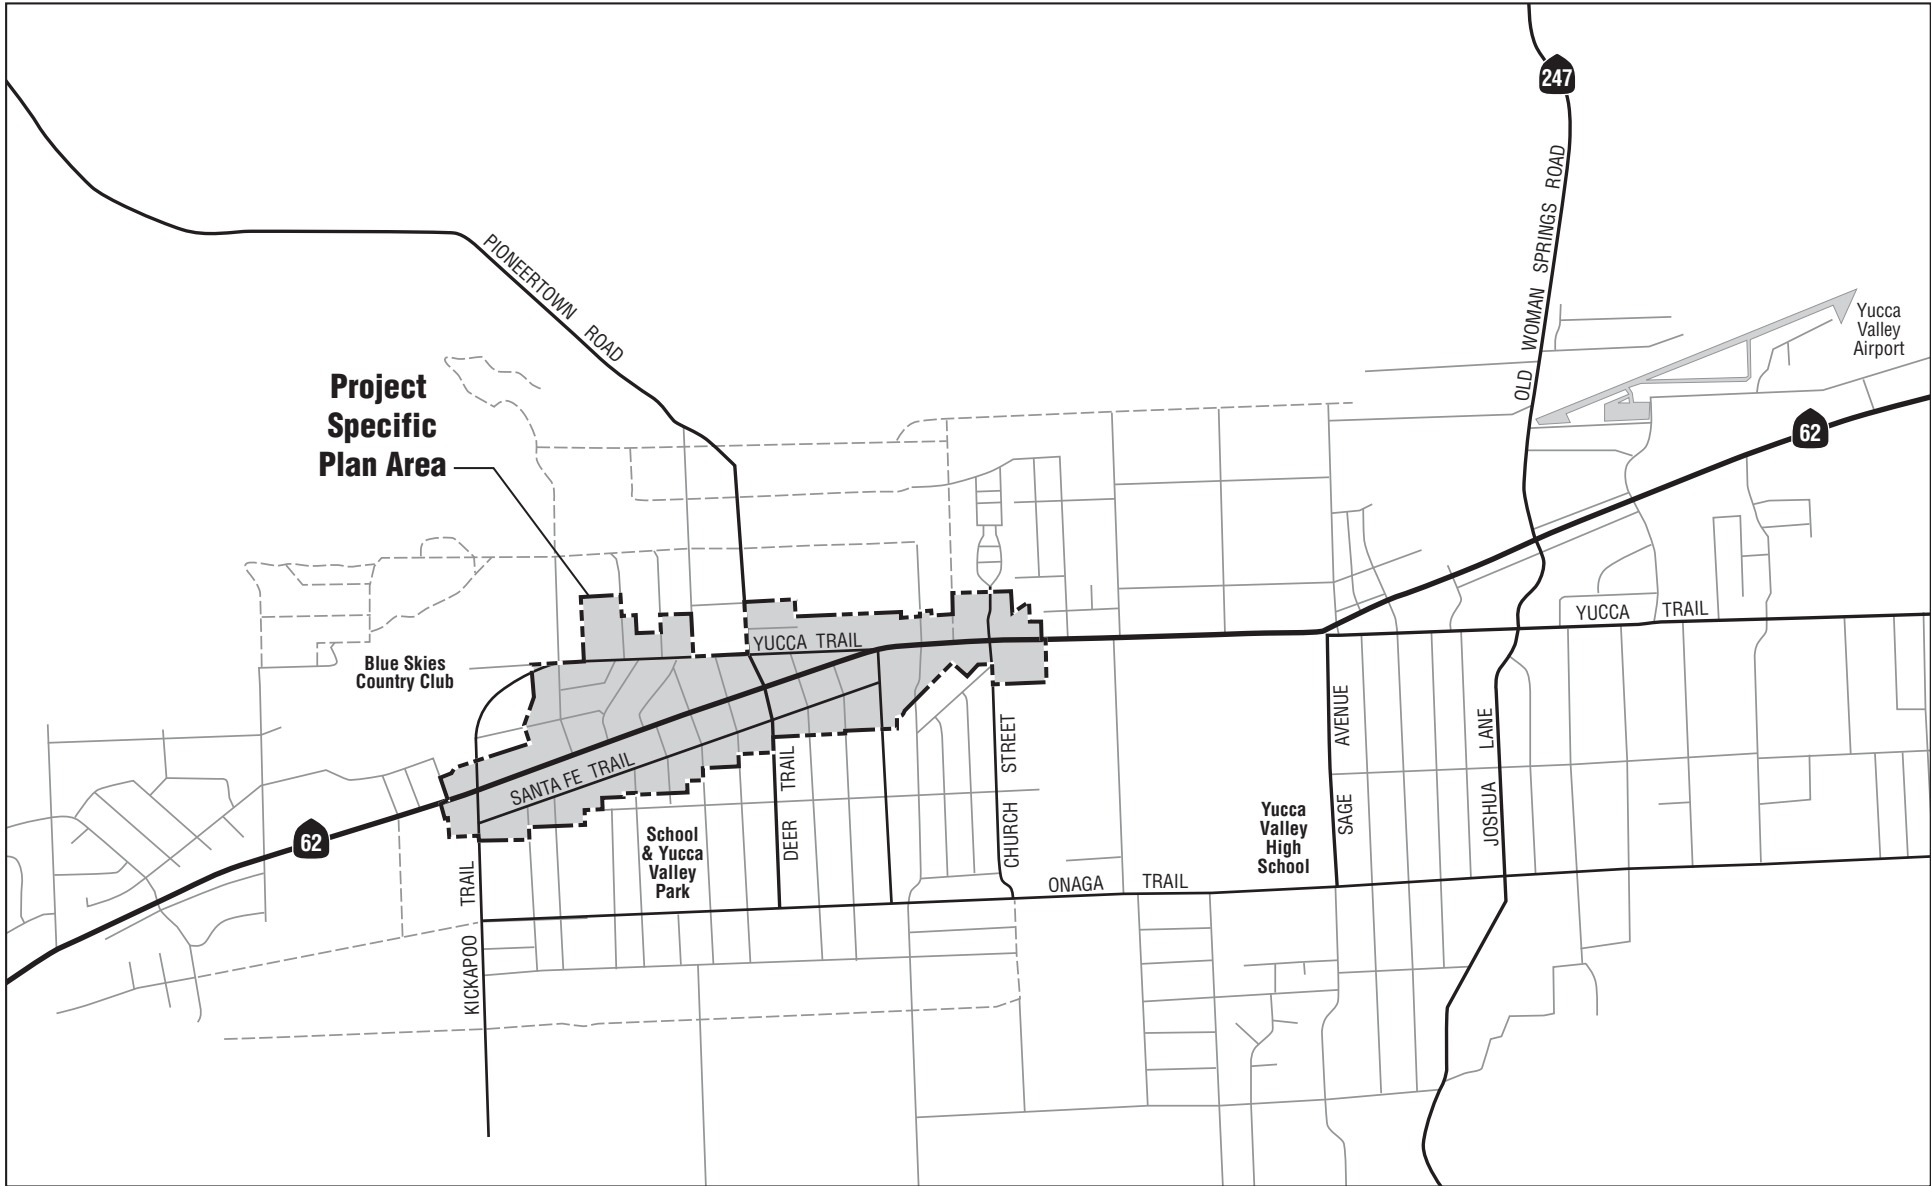 247
OLD WOMAN SPRINGS ROAD
PIONEERTOWN ROAD
Yucca
Valley
Airport
Project
Specific
Plan Area
62
YUCCA TRAIL
YUCCA TRAIL
Blue Skies
Country Club
SANTA FE TRAIL
62
School
& Yucca
Valley
Park
DEER TRAIL
CHURCH STREET
Yucca
Valley
High
School
SAGE AVENUE
JOSHUA LANE
KICKAPOO TRAIL
ONAGA TRAIL